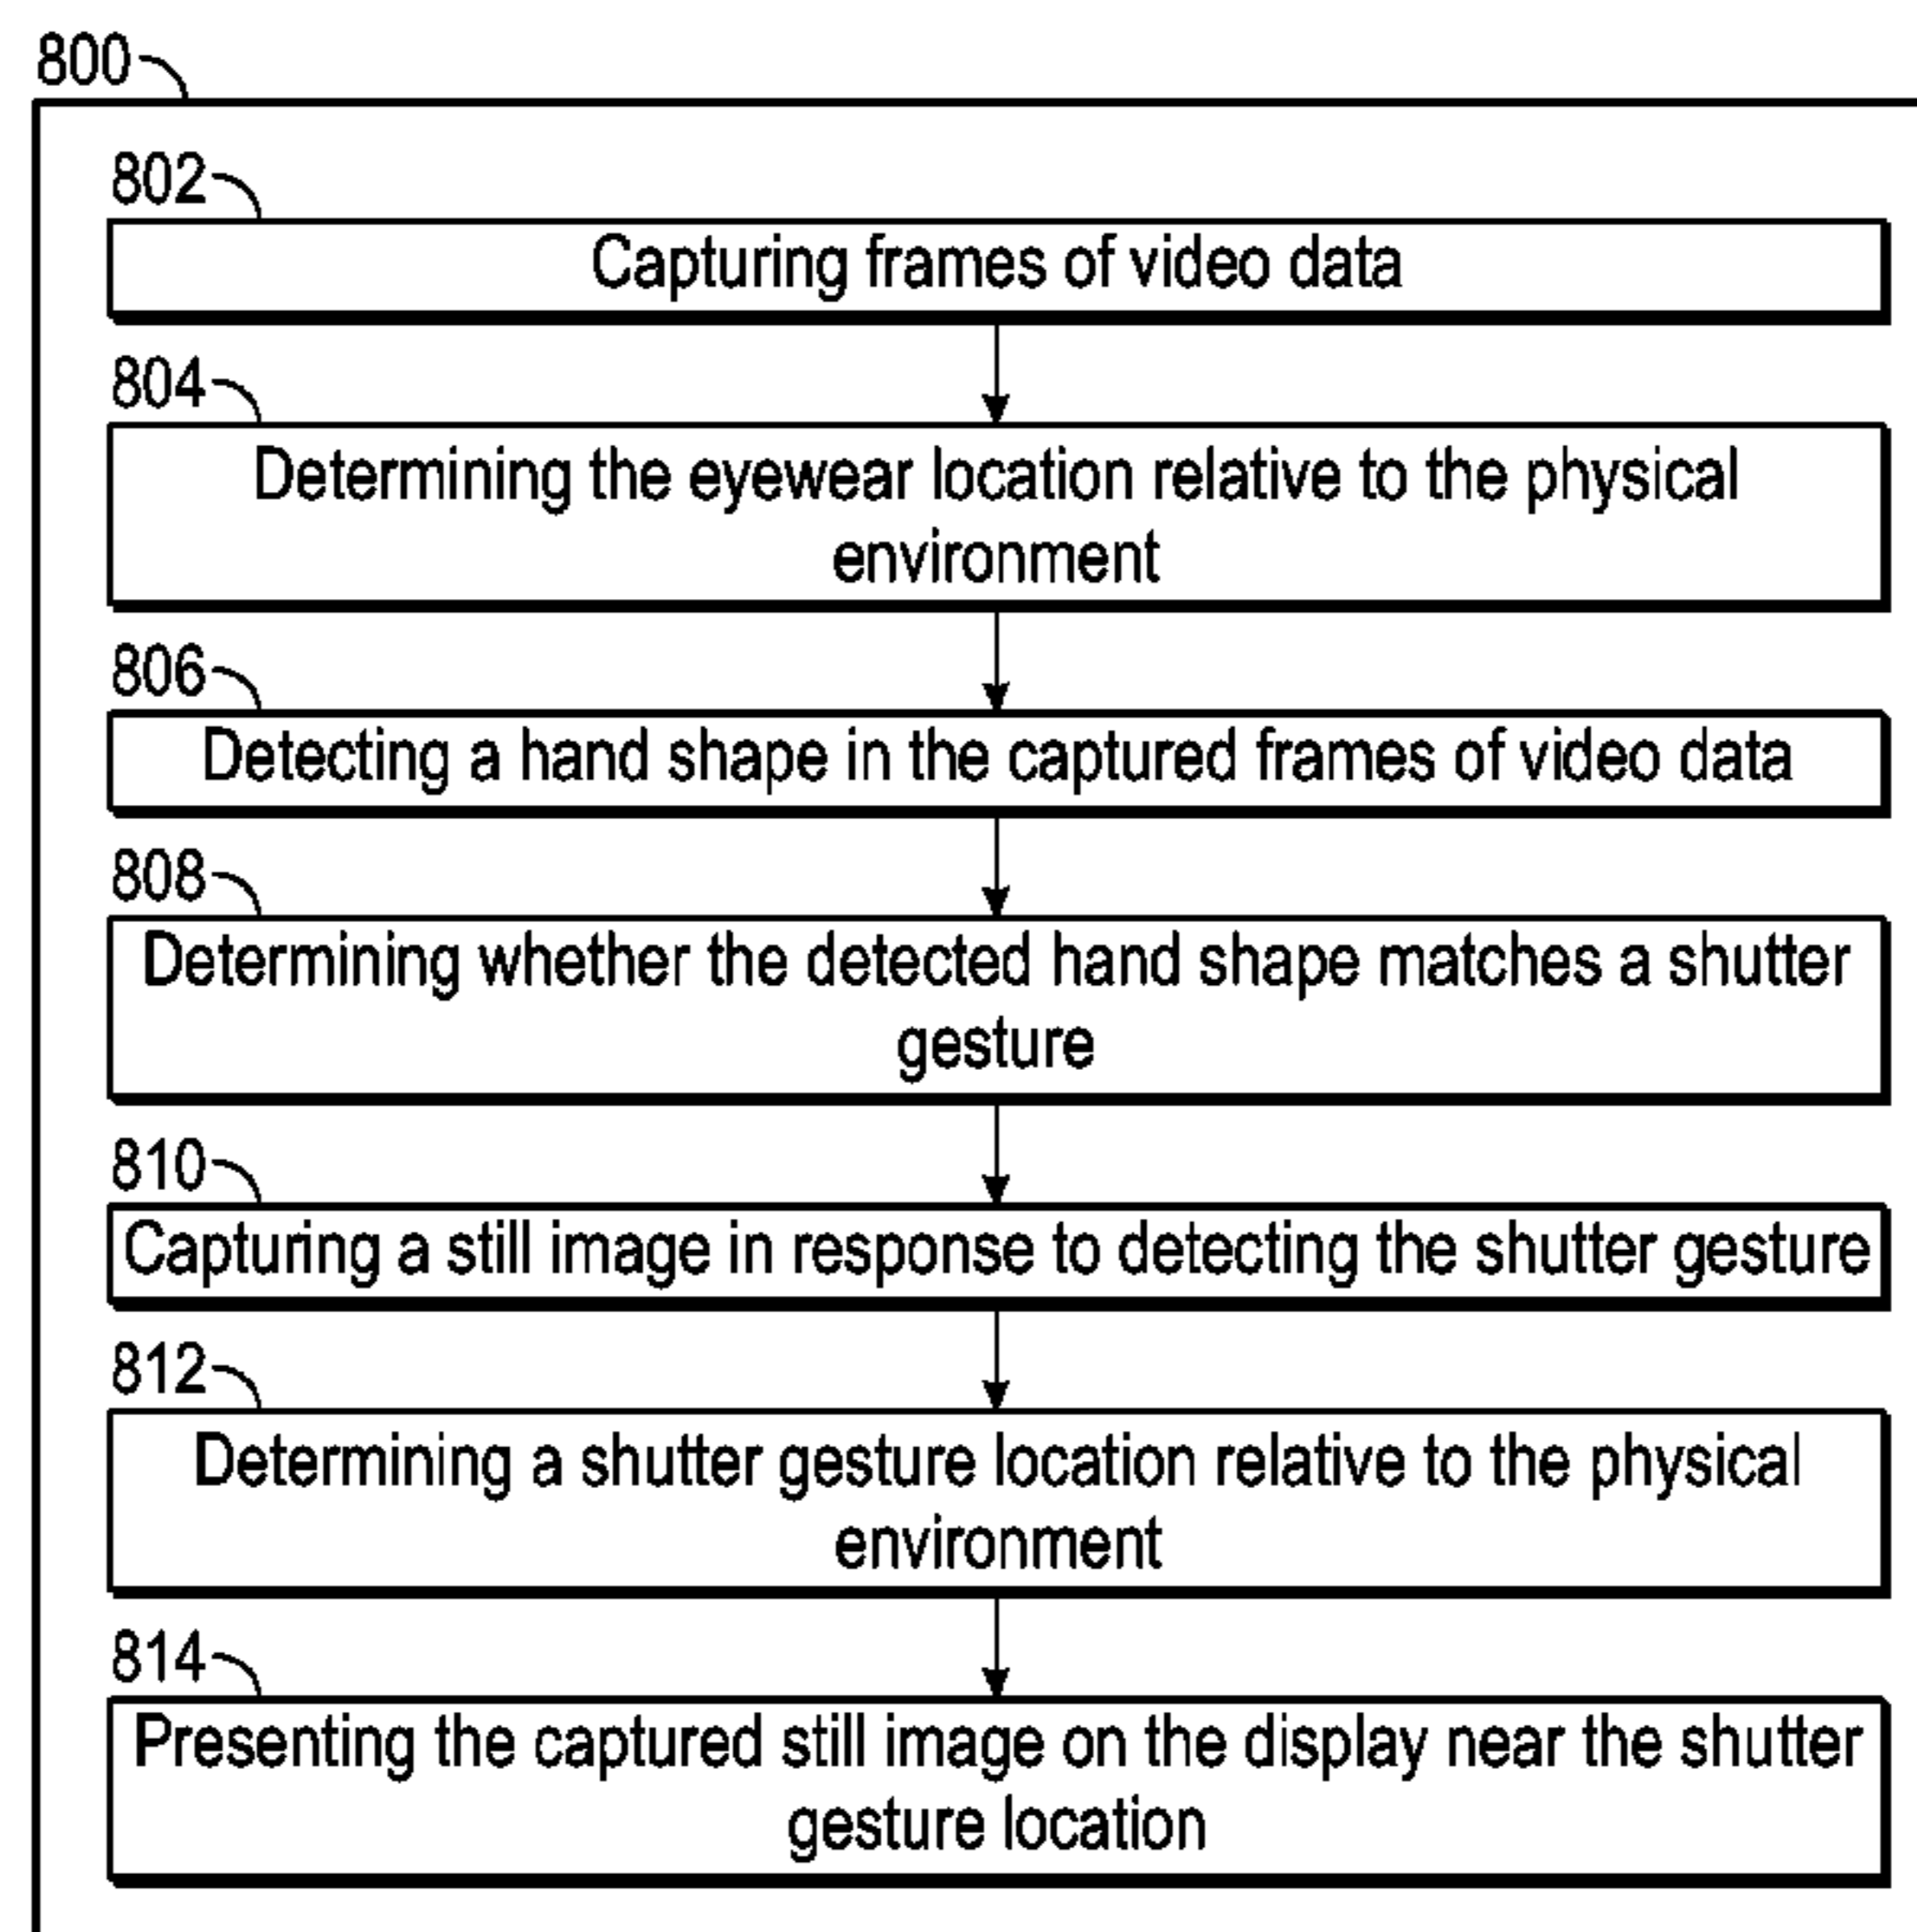 800
802
Capturing frames of video data
804
Determining the eyewear location relative to the physical
environment
806
Detecting a hand shape in the captured frames of video data
808
Determining whether the detected hand shape matches a shutter
gesture
810
Capturing a still image in response to detecting the shutter gesture
812
Determining a shutter gesture location relative to the physical
environment
814
Presenting the captured still image on the display near the shutter
gesture location